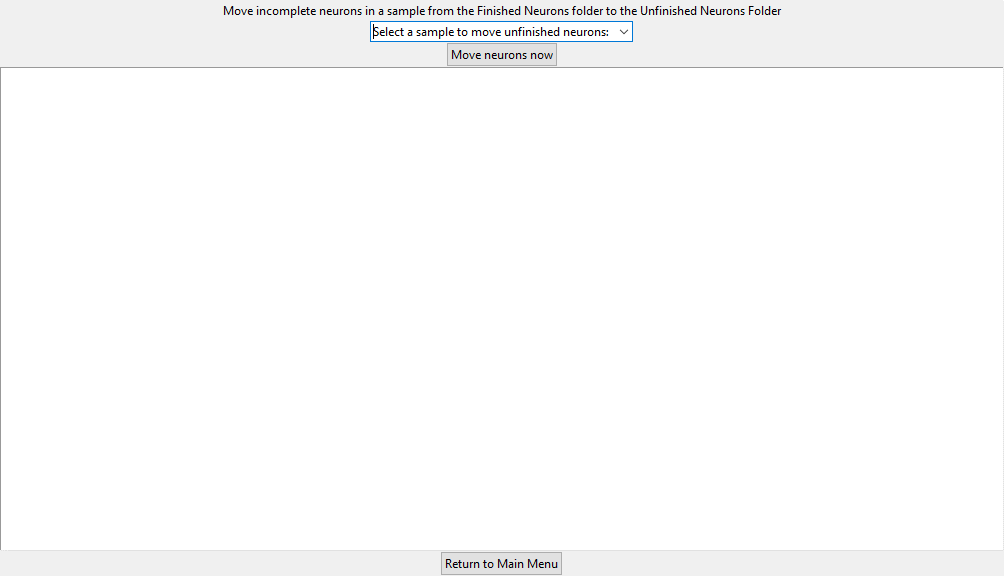 Move incomplete neurons in a sample from the Finished Neurons folder to the Unfinished Neurons Folder
Select a sample to move unfinished neurons:
Move neurons now
Return to Main Menu